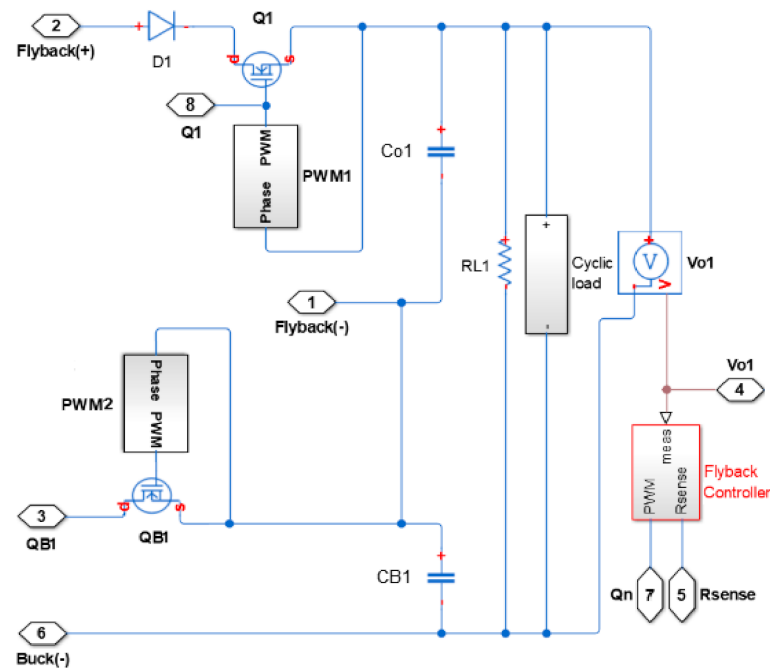 2
Flyback(+)
+
-
D1
Q1
d
s
8
Q1
PWM
Phase
PWM1
+
Co1
-
1
Flyback(-)
+
RL1
-
+
Cyclic
load
-
+
V
-
V
Vo1
Vo1
4
meas
PWM
Rsense
Flyback
Controller
Qn
7
5
Rsense
Phase
PWM
PWM2
3
QB1
d
s
QB1
+
CB1
-
6
Buck(-)